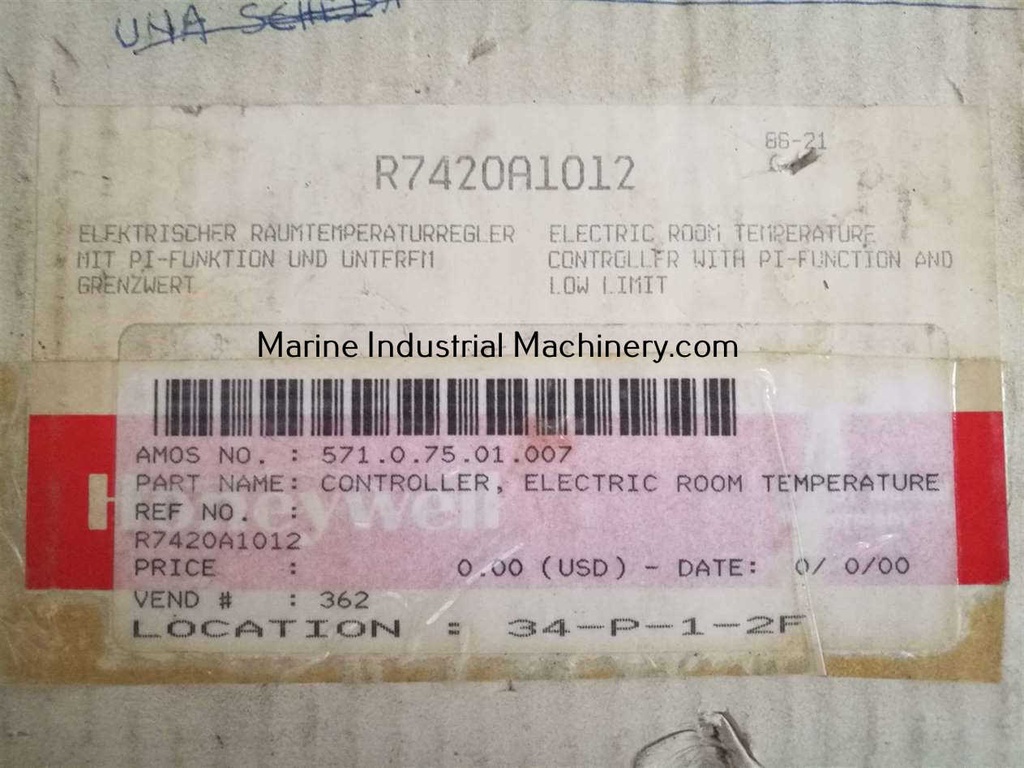 UNA SCHEDA
86-21
R7420A1012
ELEKTRISCHER RAUMTEMPERATURREGLER
MIT PI-FUNKTION UND UNTEREM
GRENZWERT
ELECTRIC ROOM TEMPERATURE
CONTROLLER WITH PI-FUNCTION AND
LOW LIMIT
Marine Industrial Machinery.com
AMOS NO. : 571.0.75.01.007
PART NAME: CONTROLLER, ELECTRIC ROOM TEMPERATURE
Honeywell
REF NO. :
R7420A1012
PRICE : 0.00 (USD) - DATE: 0/ 0/00
VEND # : 362
LOCATION : 34-P-1-2F